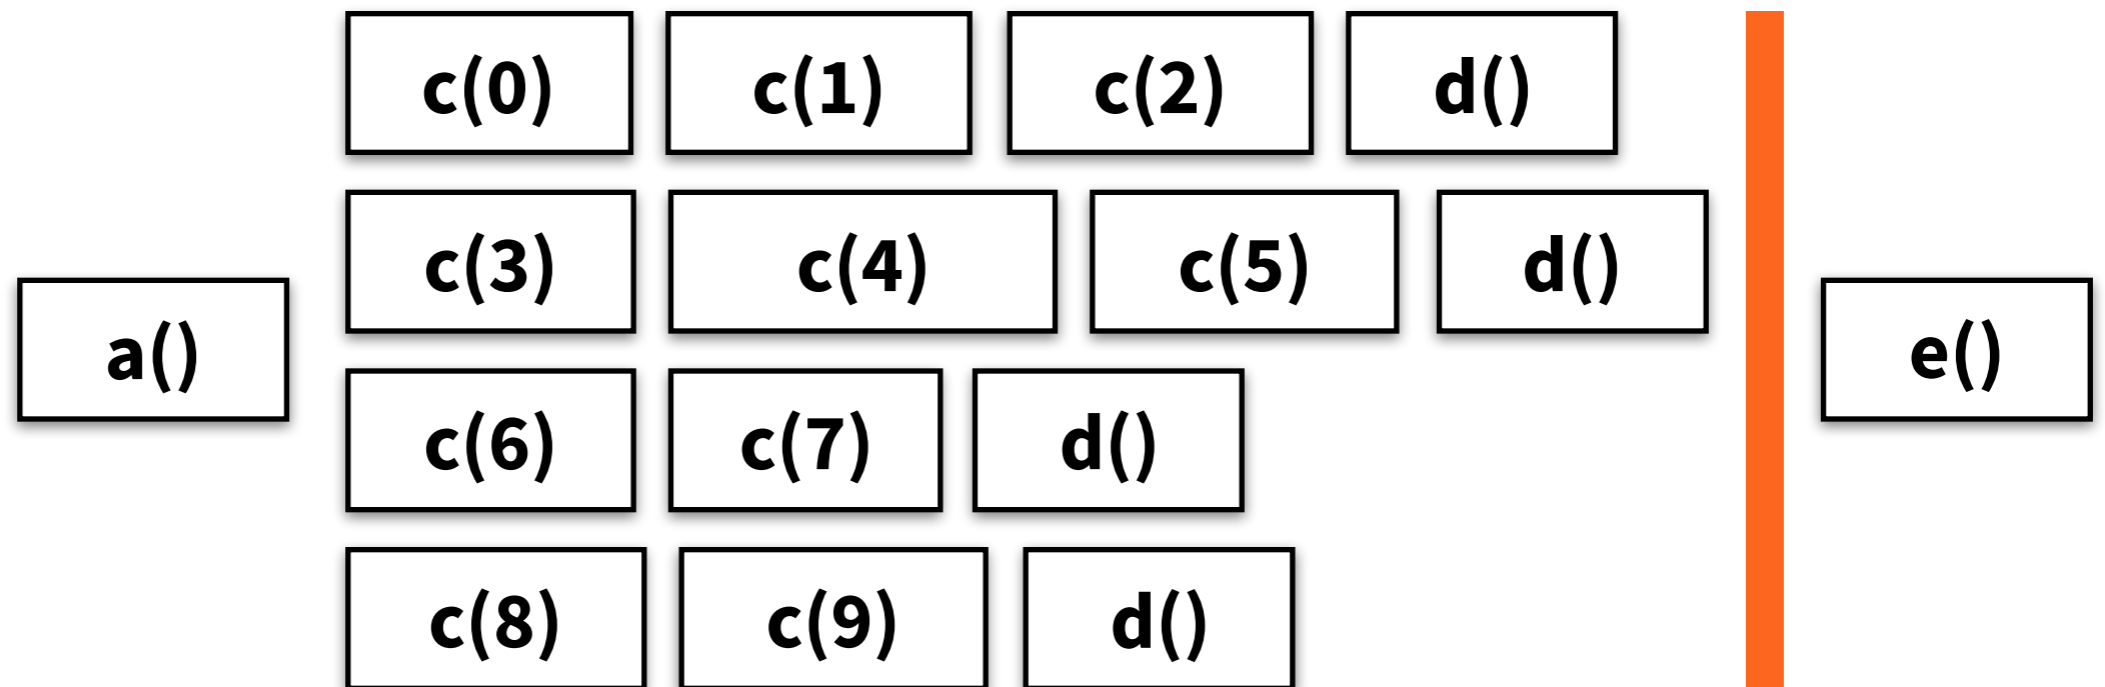 c(0) c(1) c(2) d()
c(3) c(4) c(5) d()
a() e()
c(6) c(7) d()
c(8) c(9) d()